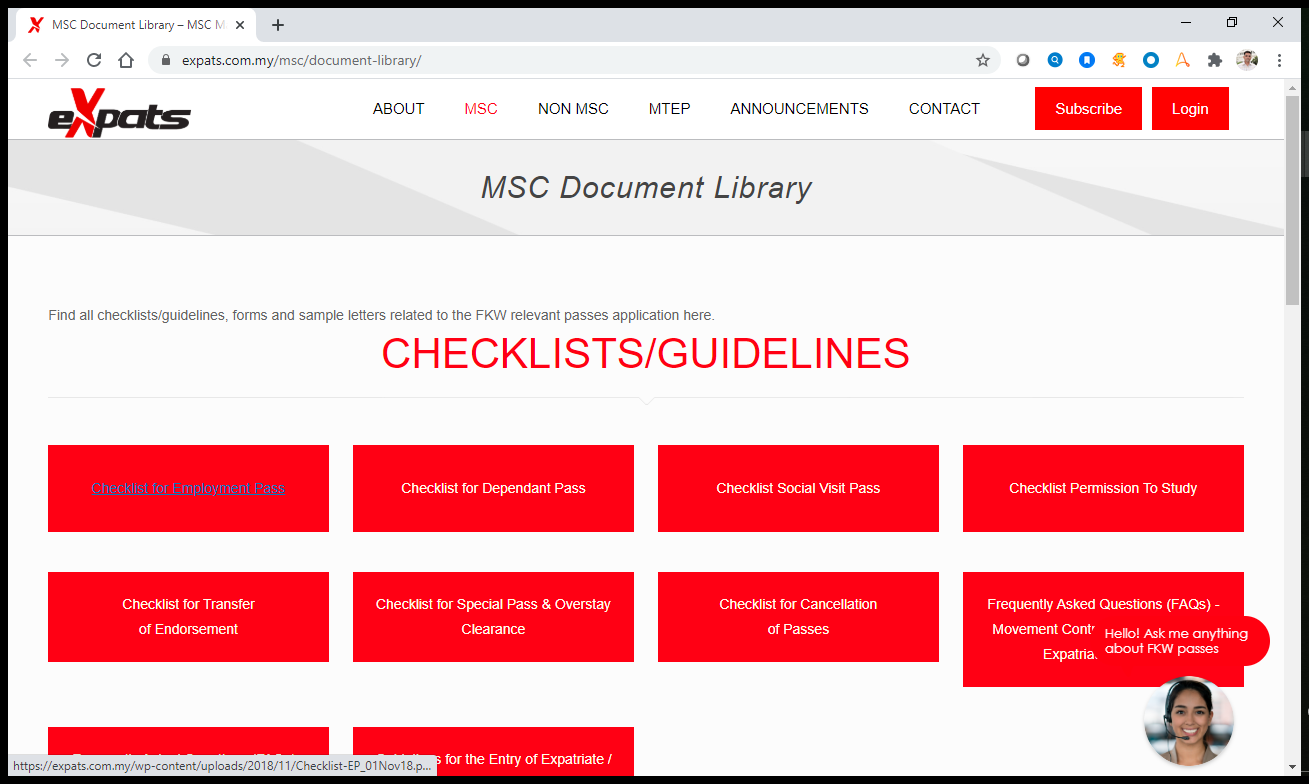 MSC Document Library – MSC M
expats.com.my/msc/document-library/
eXpats
ABOUT
MSC
NON MSC
MTEP
ANNOUNCEMENTS
CONTACT
Subscribe
Login
MSC Document Library
Find all checklists/guidelines, forms and sample letters related to the FKW relevant passes application here.
CHECKLISTS/GUIDELINES
Checklist for Employment Pass
Checklist for Dependant Pass
Checklist Social Visit Pass
Checklist Permission To Study
Checklist for Transfer
of Endorsement
Checklist for Special Pass & Overstay
Clearance
Checklist for Cancellation
of Passes
Frequently Asked Questions (FAQs) -
Movement Cont
Expatria
Hello! Ask me anything
about FKW passes
for the Entry of Expatriate /
https://expats.com.my/wp-content/uploads/2018/11/Checklist-EP_01Nov18.p...